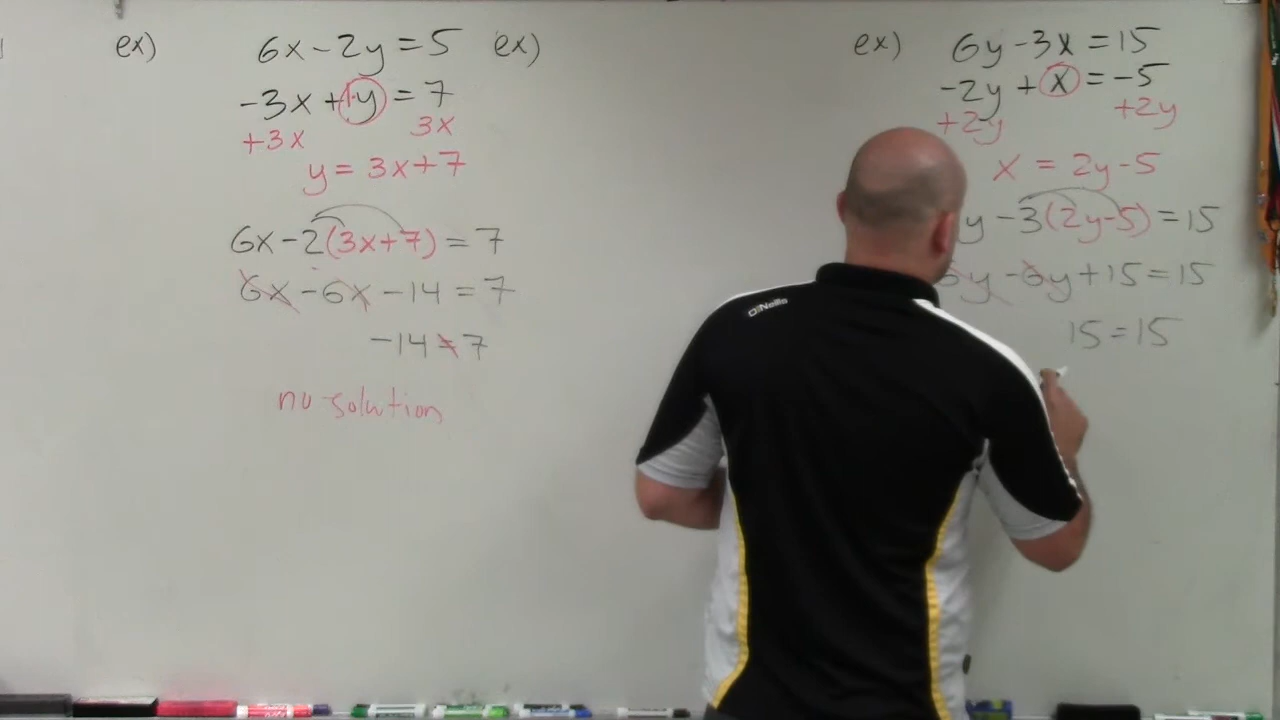 ex) 6x-2y=5
-3x+1·y=7
+3x 3x
y=3x+7
6x-2(3x+7)=7
6x-6x-14=7
-14≠7
no solution
ex)
ex) 6y-3x=15
-2y+x=-5
+2y +2y
x=2y-5
y-3(2y-5)=15
6y-6y+15=15
15=15
O'Neills